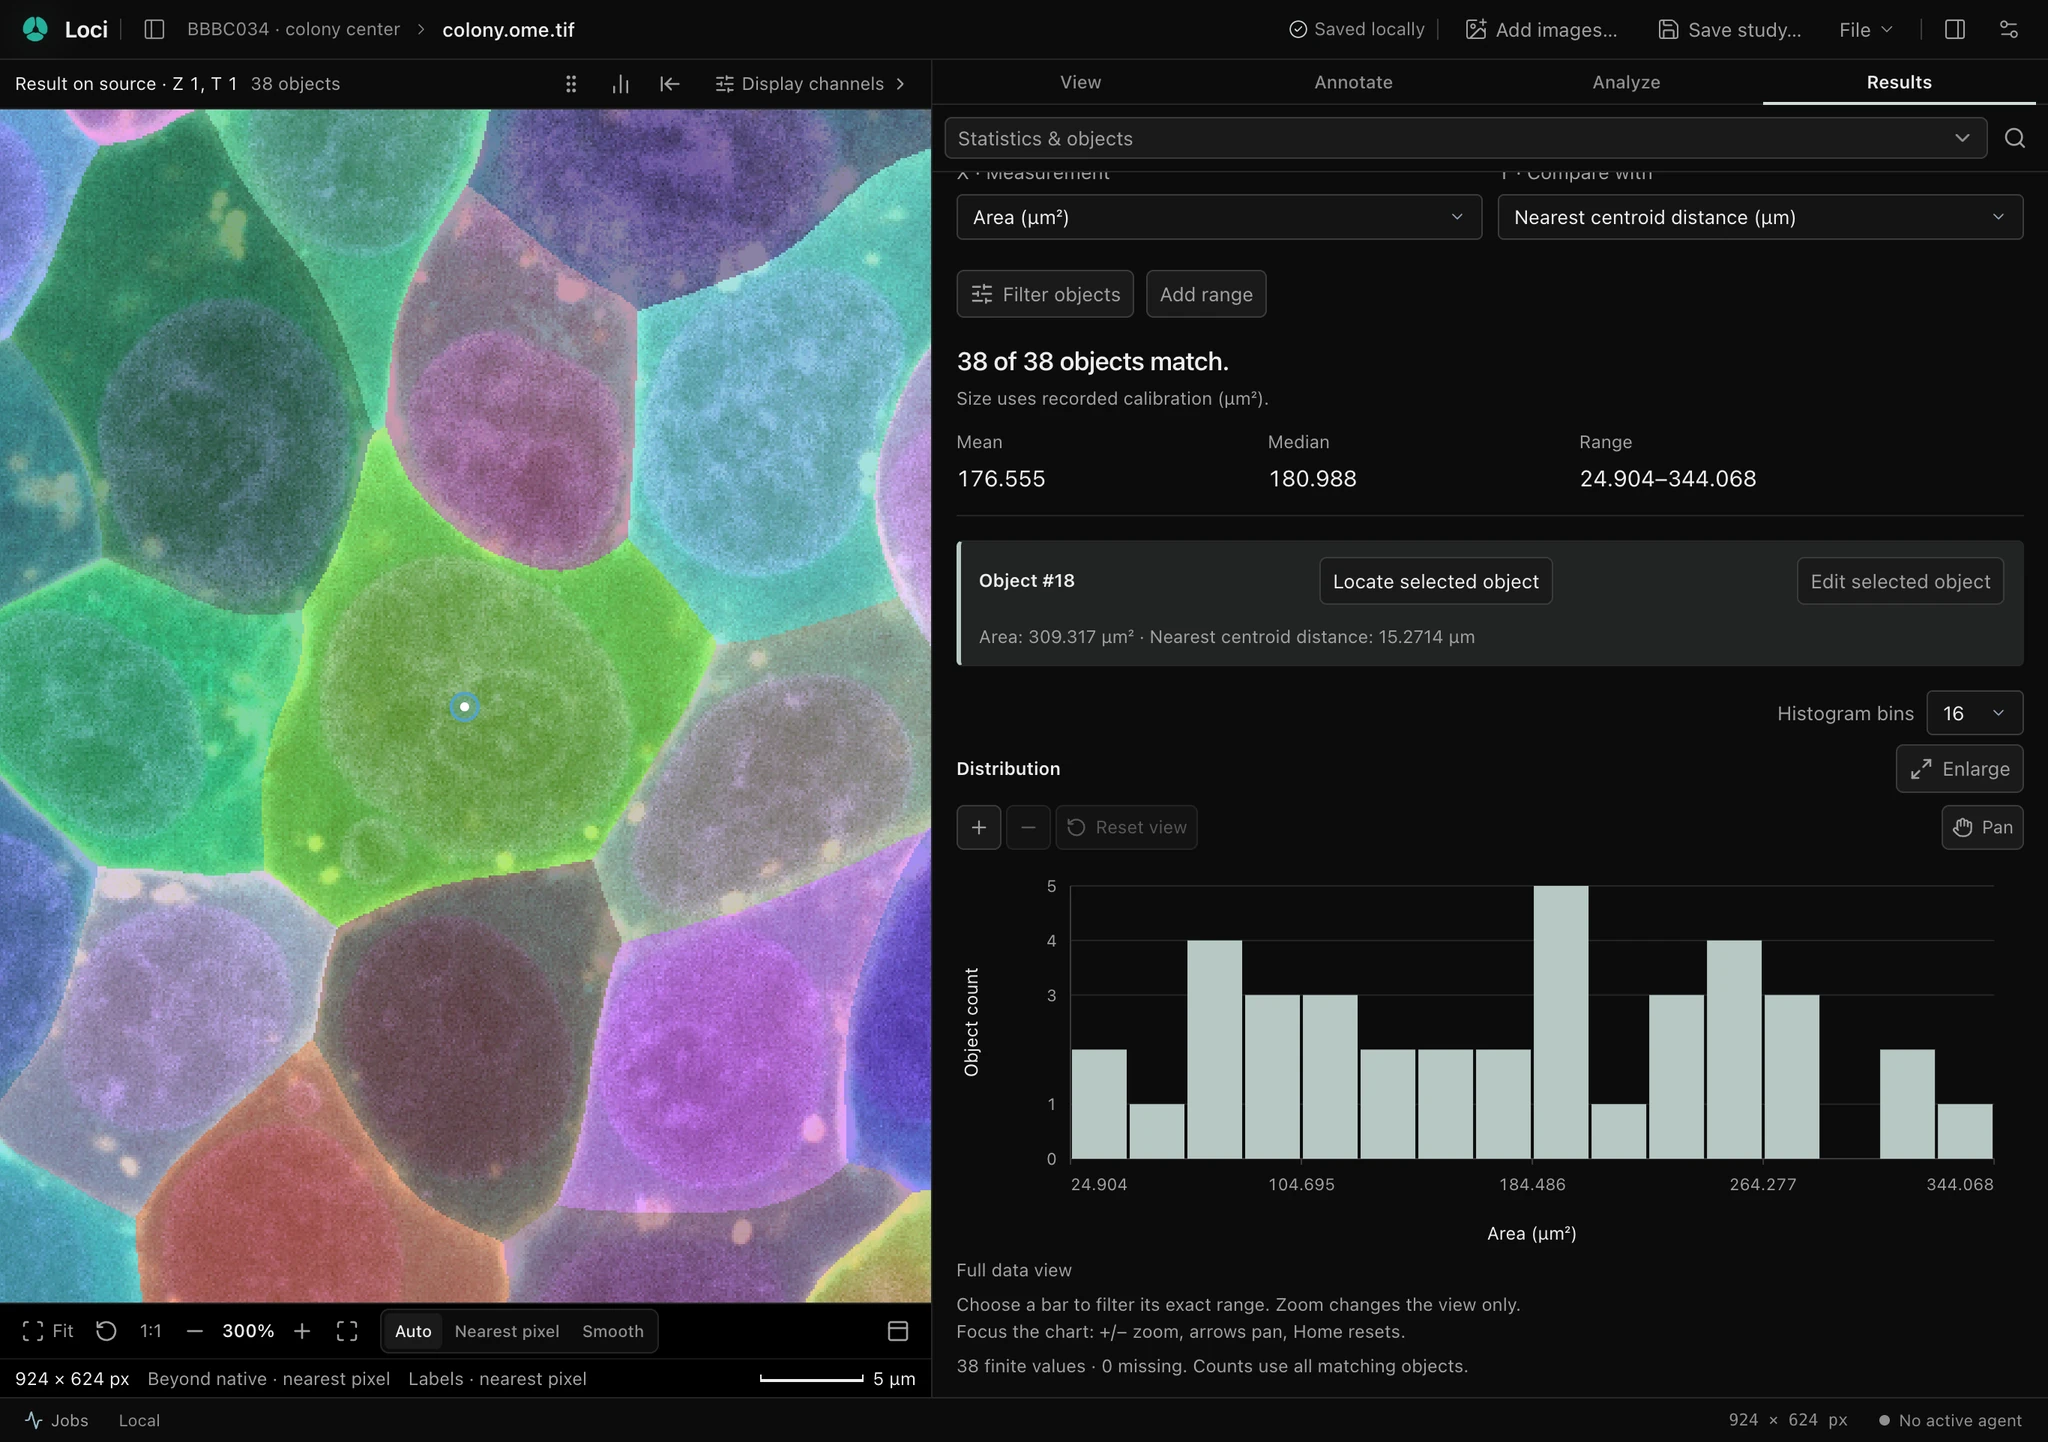 Loci
BBBC034 · colony center
colony.ome.tif
Saved locally
Add images...
Save study...
File
Result on source · Z 1, T 1 38 objects
Display channels
View
Annotate
Analyze
Results
Statistics & objects
X · Measurement
Y · Compare with
Area (µm²)
Nearest centroid distance (µm)
Filter objects
Add range
38 of 38 objects match.
Size uses recorded calibration (µm²).
Mean
Median
Range
176.555
180.988
24.904–344.068
Object #18
Locate selected object
Edit selected object
Area: 309.317 µm² · Nearest centroid distance: 15.2714 µm
Histogram bins
16
Distribution
Enlarge
Reset view
Pan
5
4
3
1
0
Object count
24.904
104.695
184.486
264.277
344.068
Area (µm²)
Full data view
Choose a bar to filter its exact range. Zoom changes the view only.
Focus the chart: +/− zoom, arrows pan, Home resets.
38 finite values · 0 missing. Counts use all matching objects.
Fit
1:1
300%
Auto
Nearest pixel
Smooth
924 × 624 px
Beyond native · nearest pixel
Labels · nearest pixel
5 µm
Jobs
Local
924 × 624 px
No active agent